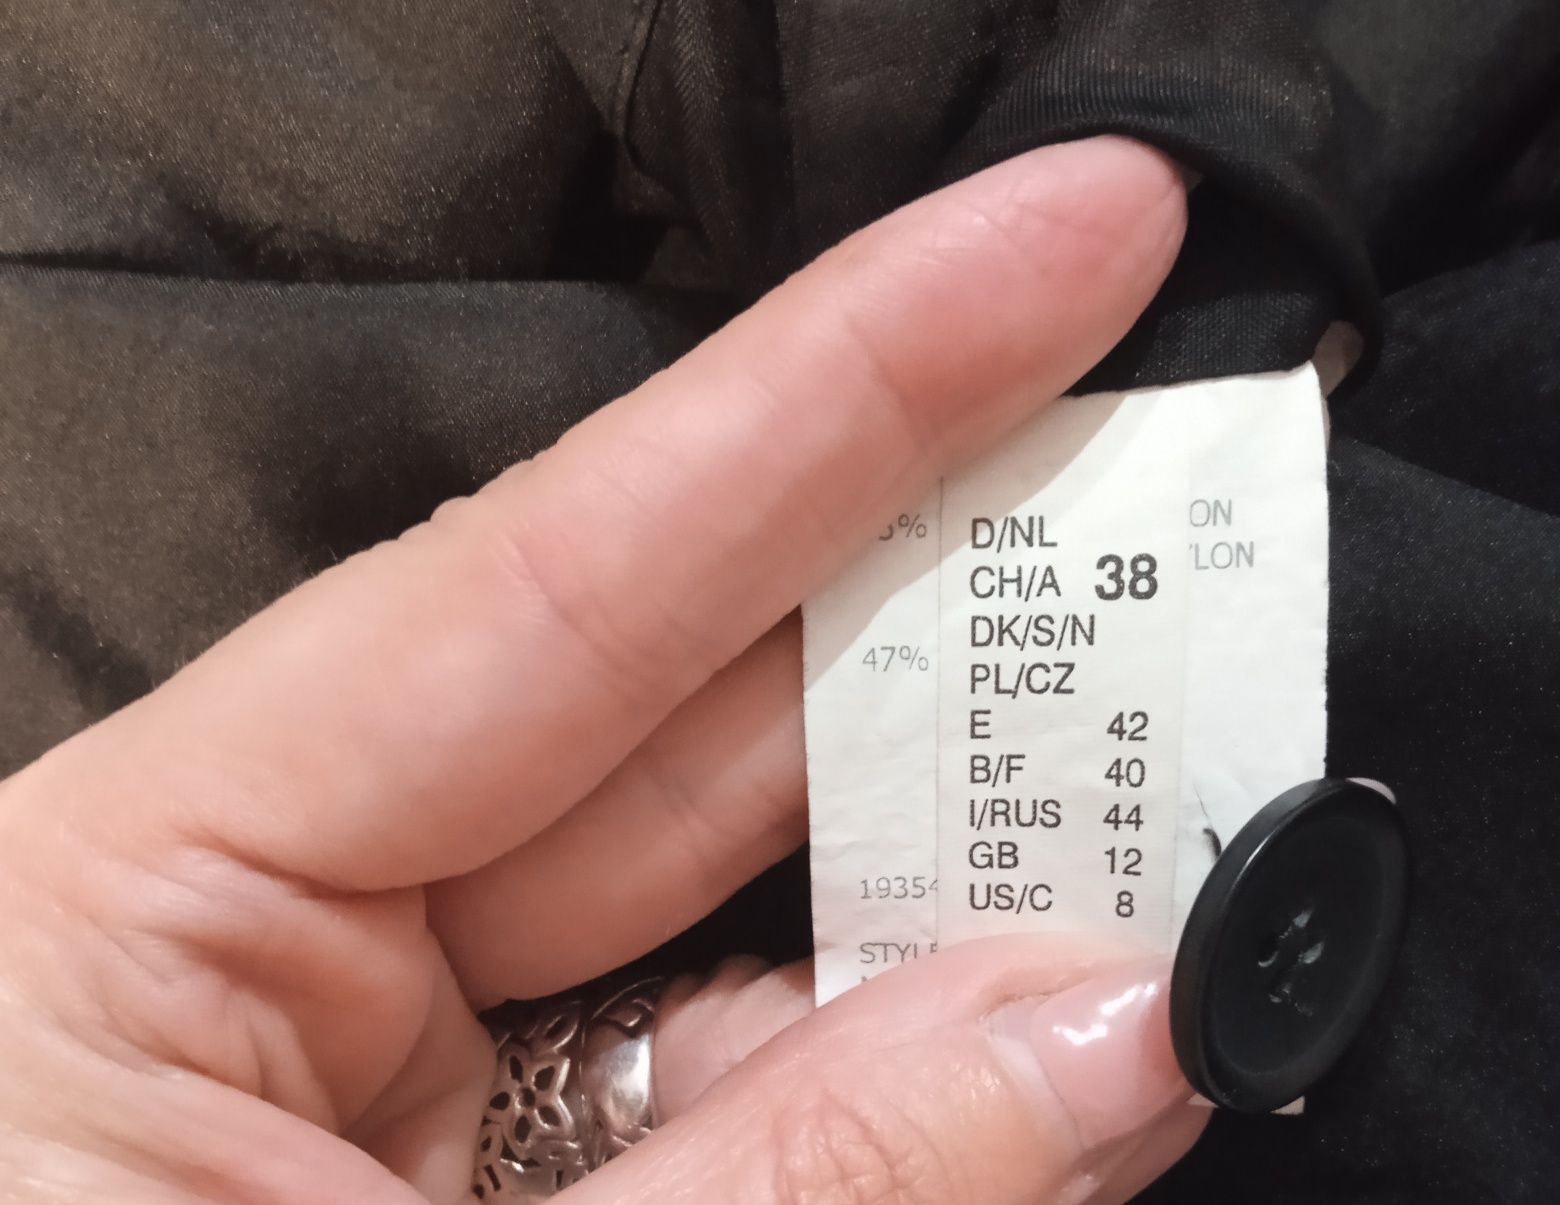 D/NL
CH/A 38
DK/S/N
PL/CZ
E 42
B/F 40
I/RUS 44
GB 12
US/C 8
47%